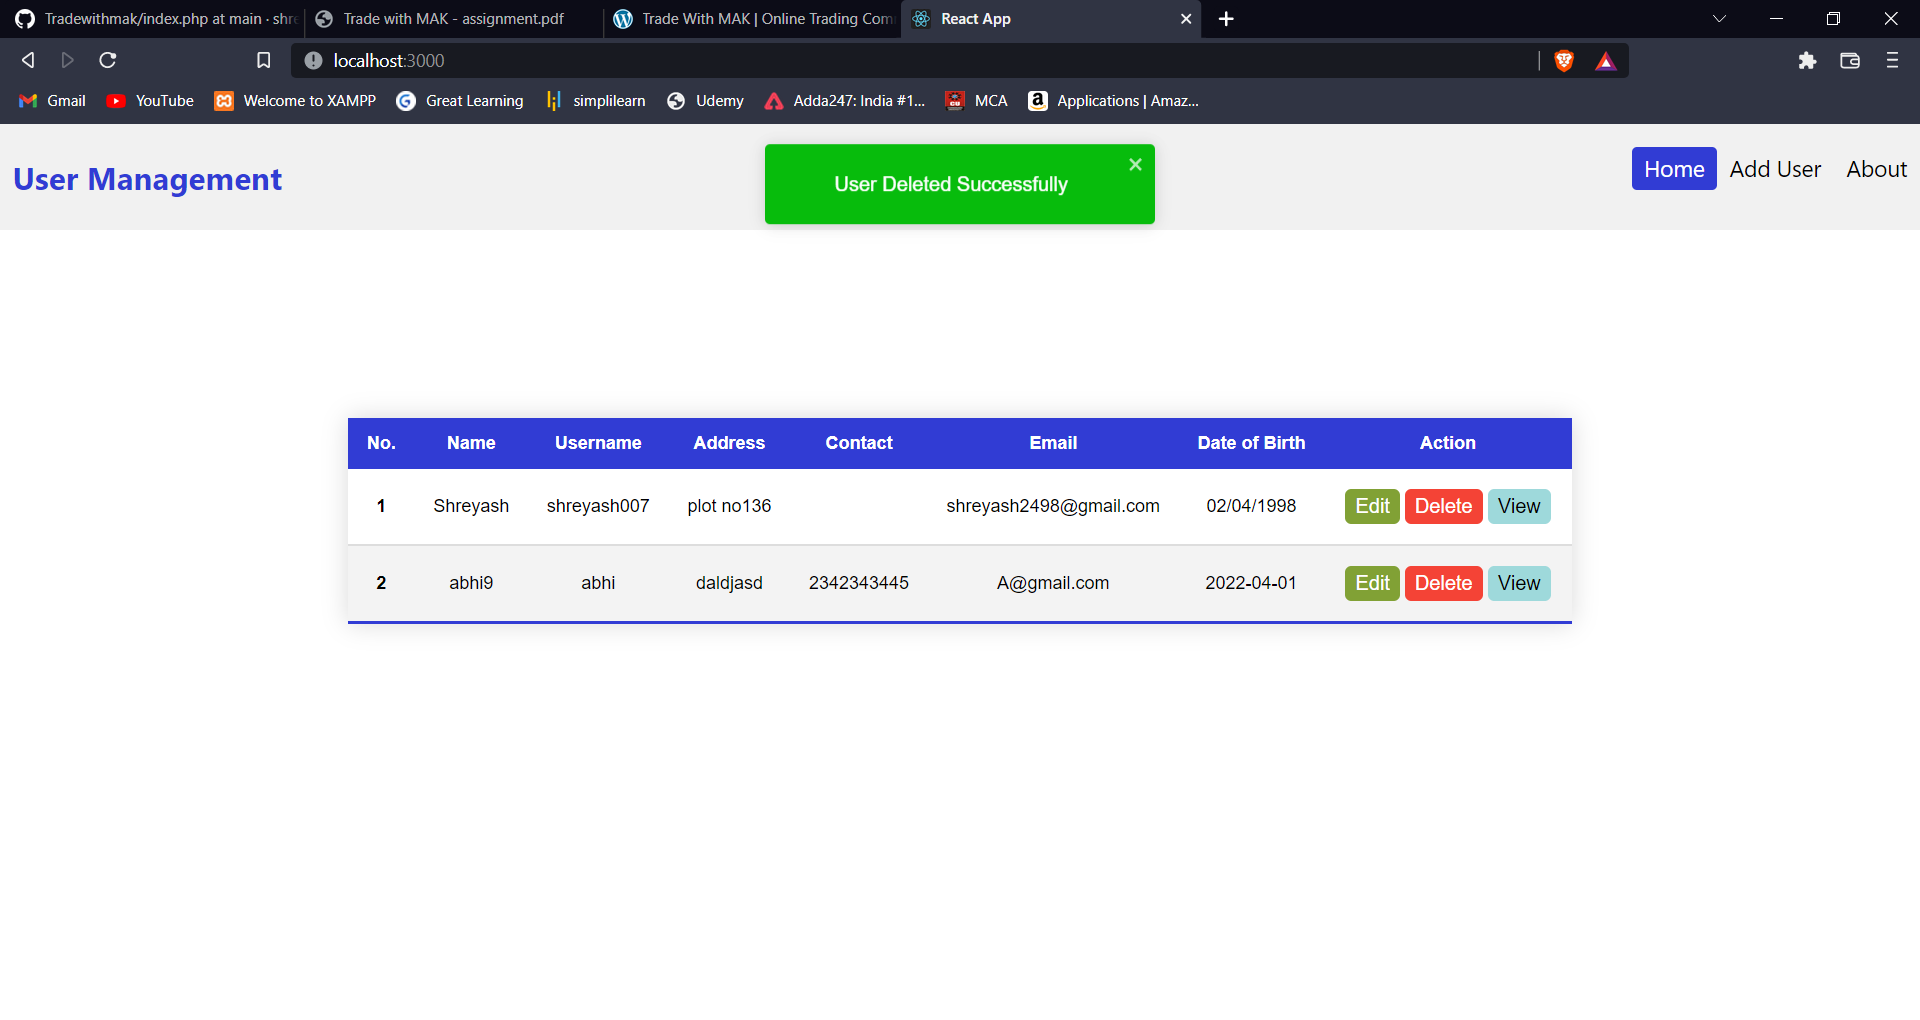 Tradewithmak/index.php at main · shre
Trade with MAK - assignment.pdf
Trade With MAK | Online Trading Com
React App
localhost:3000
Gmail
YouTube
Welcome to XAMPP
Great Learning
simplilearn
Udemy
Adda247: India #1...
MCA
Applications | Amaz...
User Management
User Deleted Successfully
Home Add User About
No. Name Username Address Contact Email Date of Birth Action
1 Shreyash shreyash007 plot no136 shreyash2498@gmail.com 02/04/1998 Edit Delete View
2 abhi9 abhi daldjasd 2342343445 A@gmail.com 2022-04-01 Edit Delete View